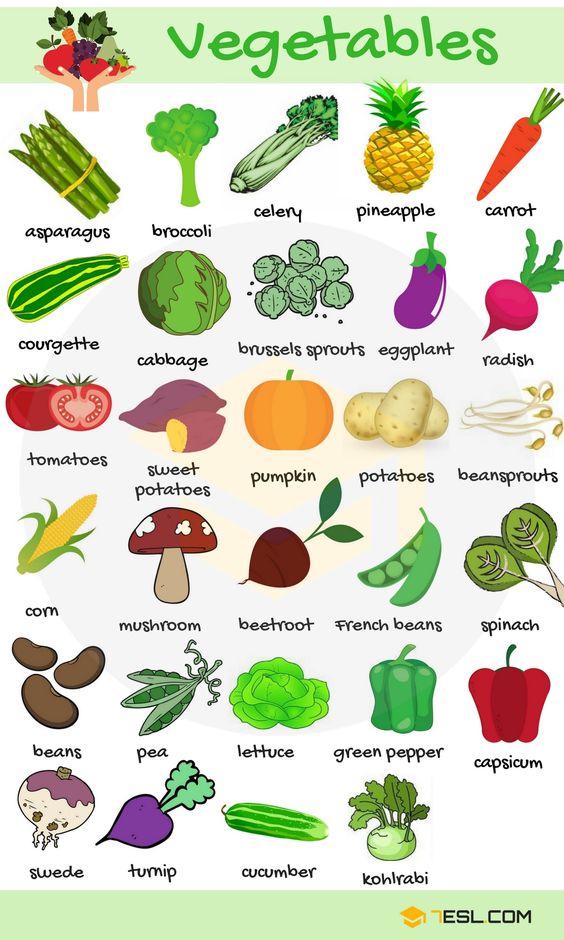 Vegetables
asparagus
broccoli
celery
pineapple
carrot
courgette
cabbage
brussels sprouts
eggplant
radish
tomatoes
sweet
potatoes
pumpkin
potatoes
beansprouts
corn
mushroom
beetroot
French beans
spinach
beans
pea
lettuce
green pepper
capsicum
swede
turnip
cucumber
kohlrabi
7ESL.COM